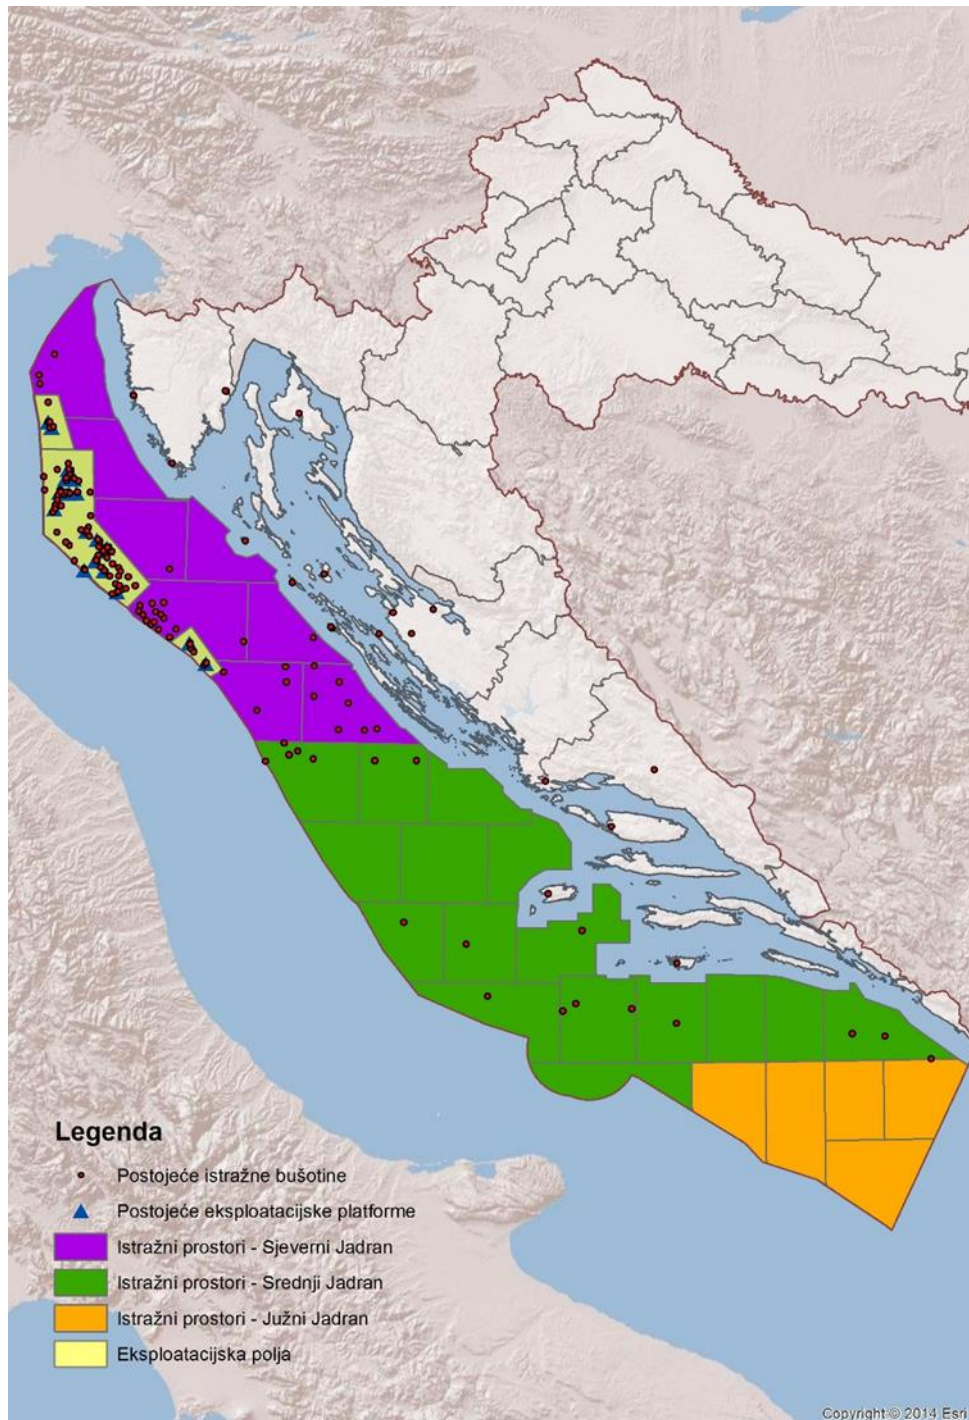 Legenda
Postojeće istražne bušotine
Postojeće eksploatacijske platforme
Istražni prostori - Sjeverni Jadran
Istražni prostori - Srednji Jadran
Istražni prostori - Južni Jadran
Eksploatacijska polja
Copyright © 2014 Esri